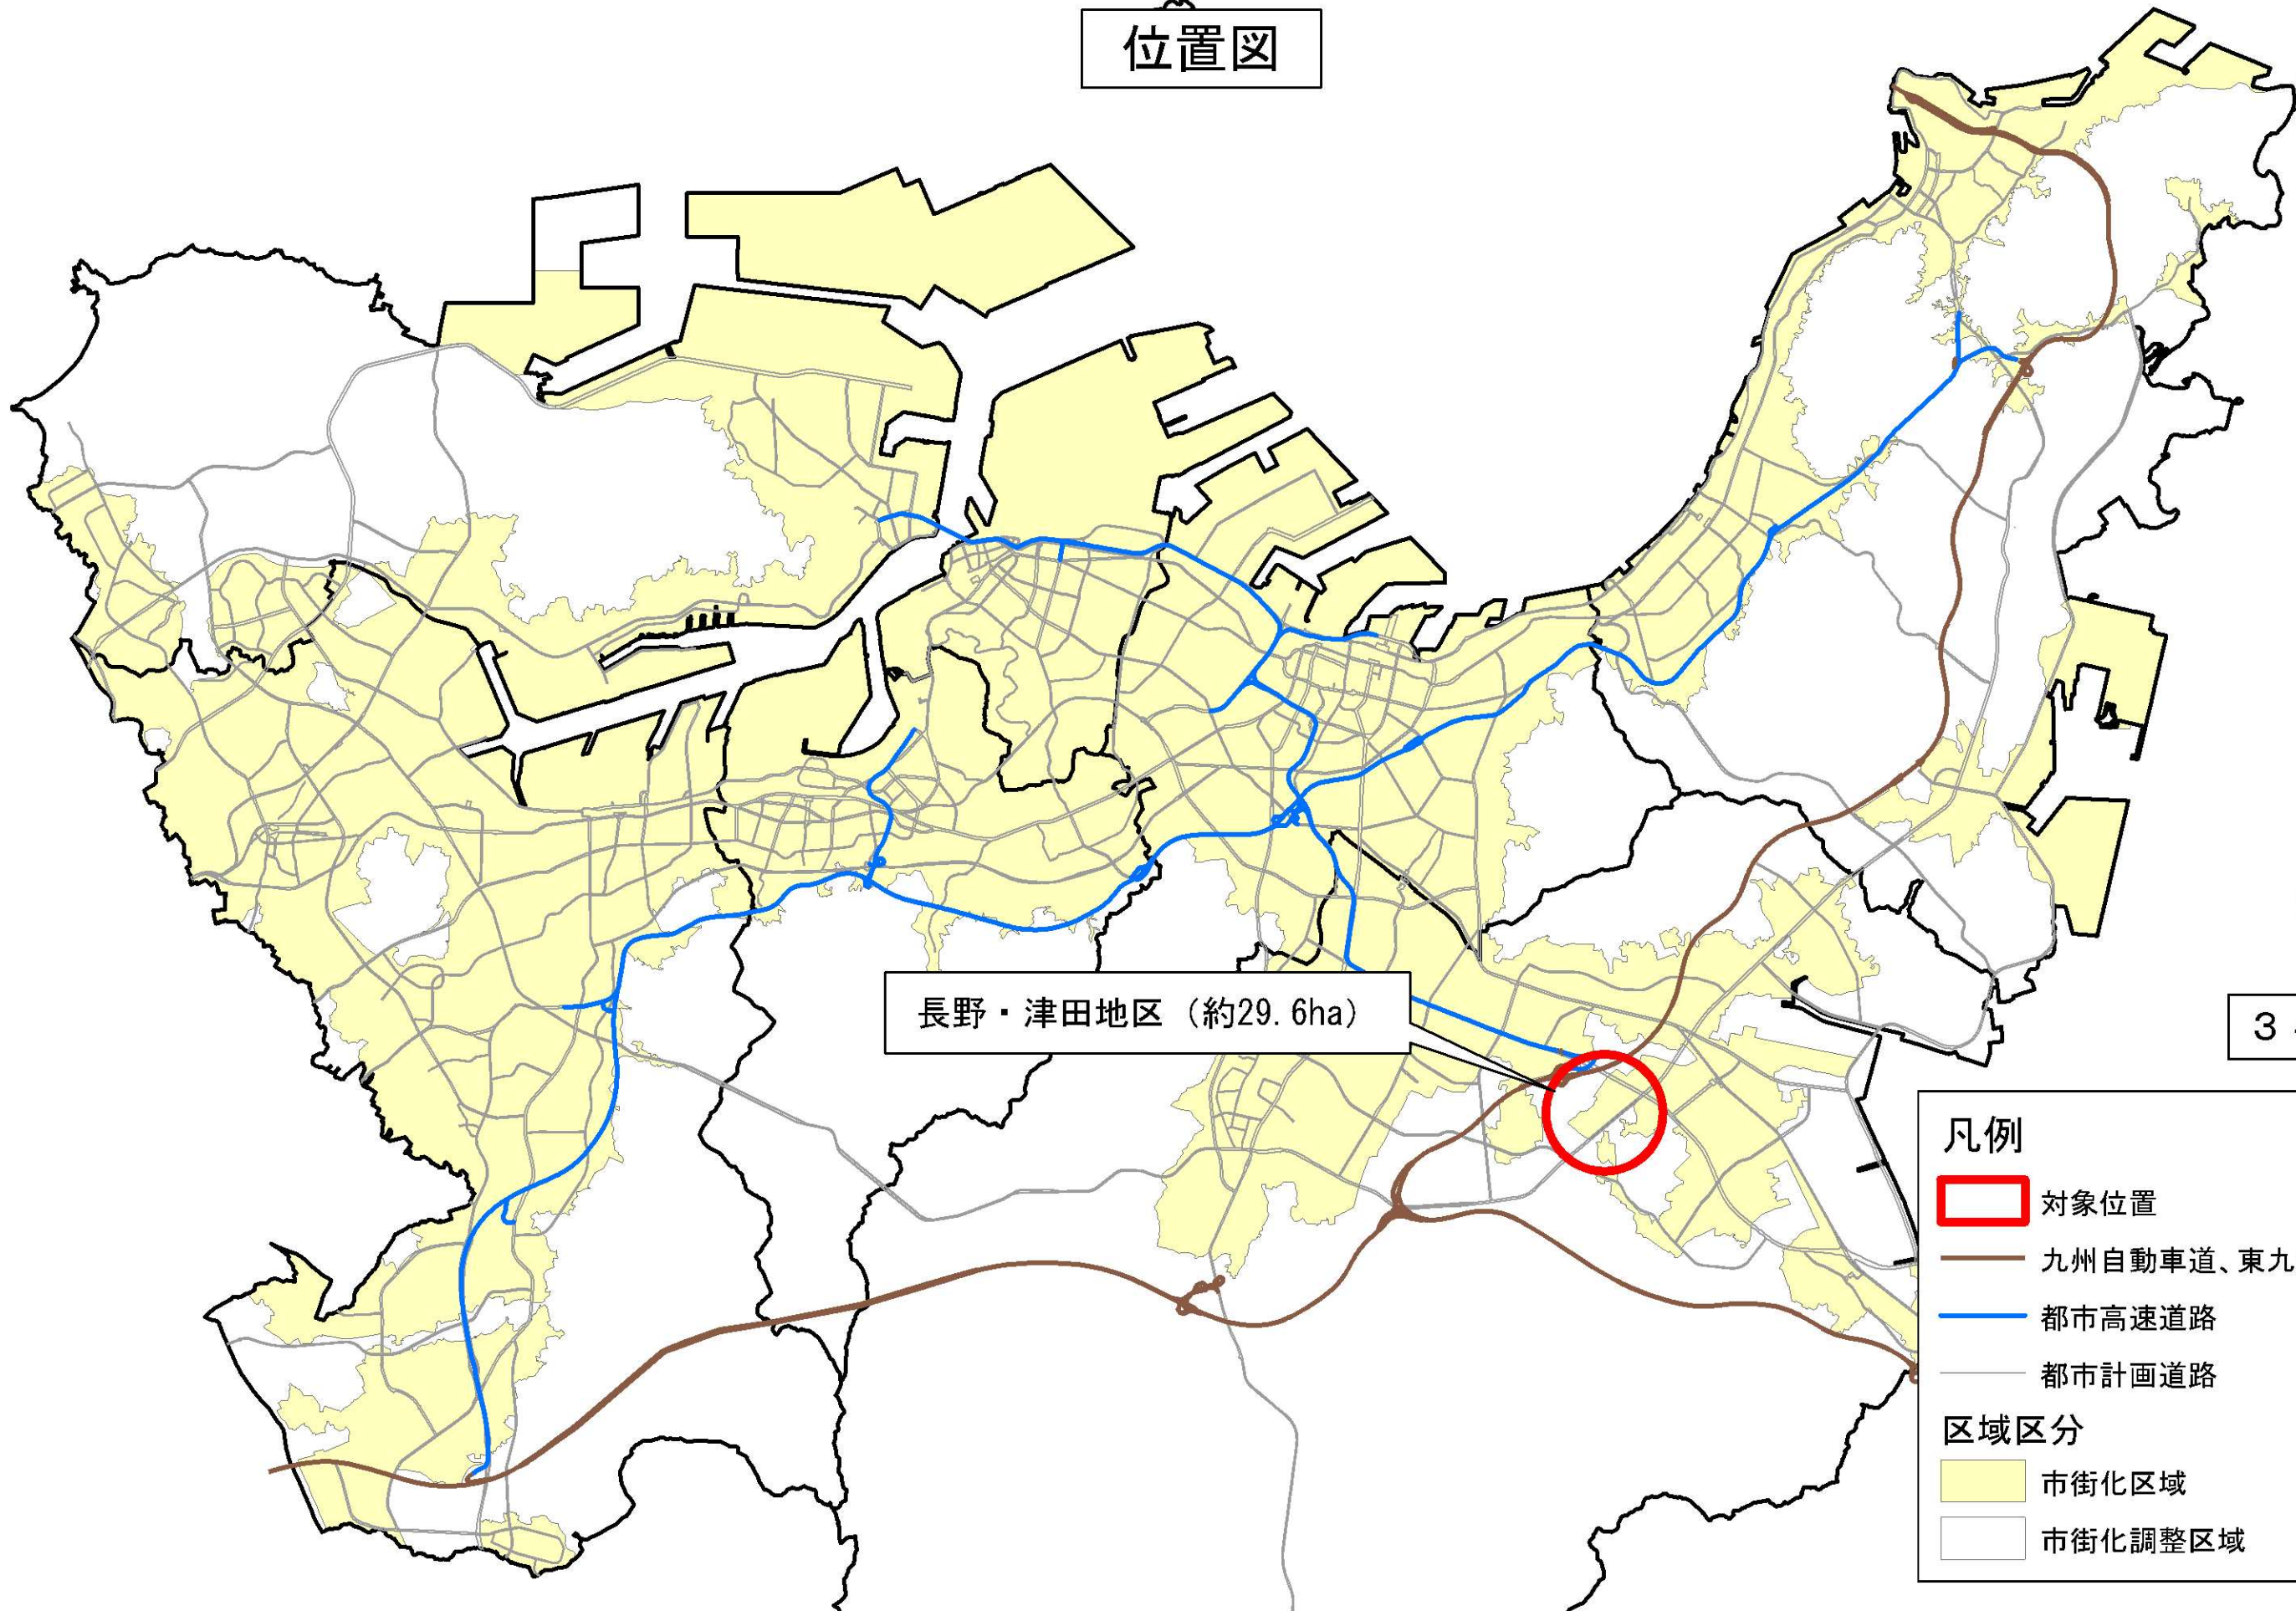 位置図
長野・津田地区（約29.6ha）
3
凡例
対象位置
九州自動車道、東九
都市高速道路
都市計画道路
区域区分
市街化区域
市街化調整区域